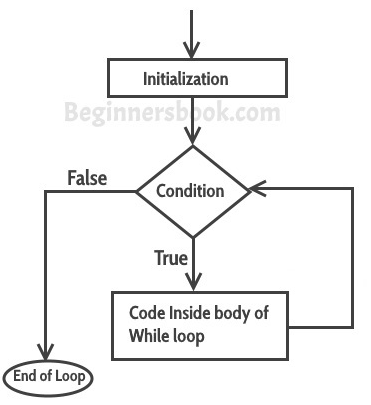 Initialization
Beginnersbook.com
False
Condition
True
Code Inside body of
While loop
End of Loop